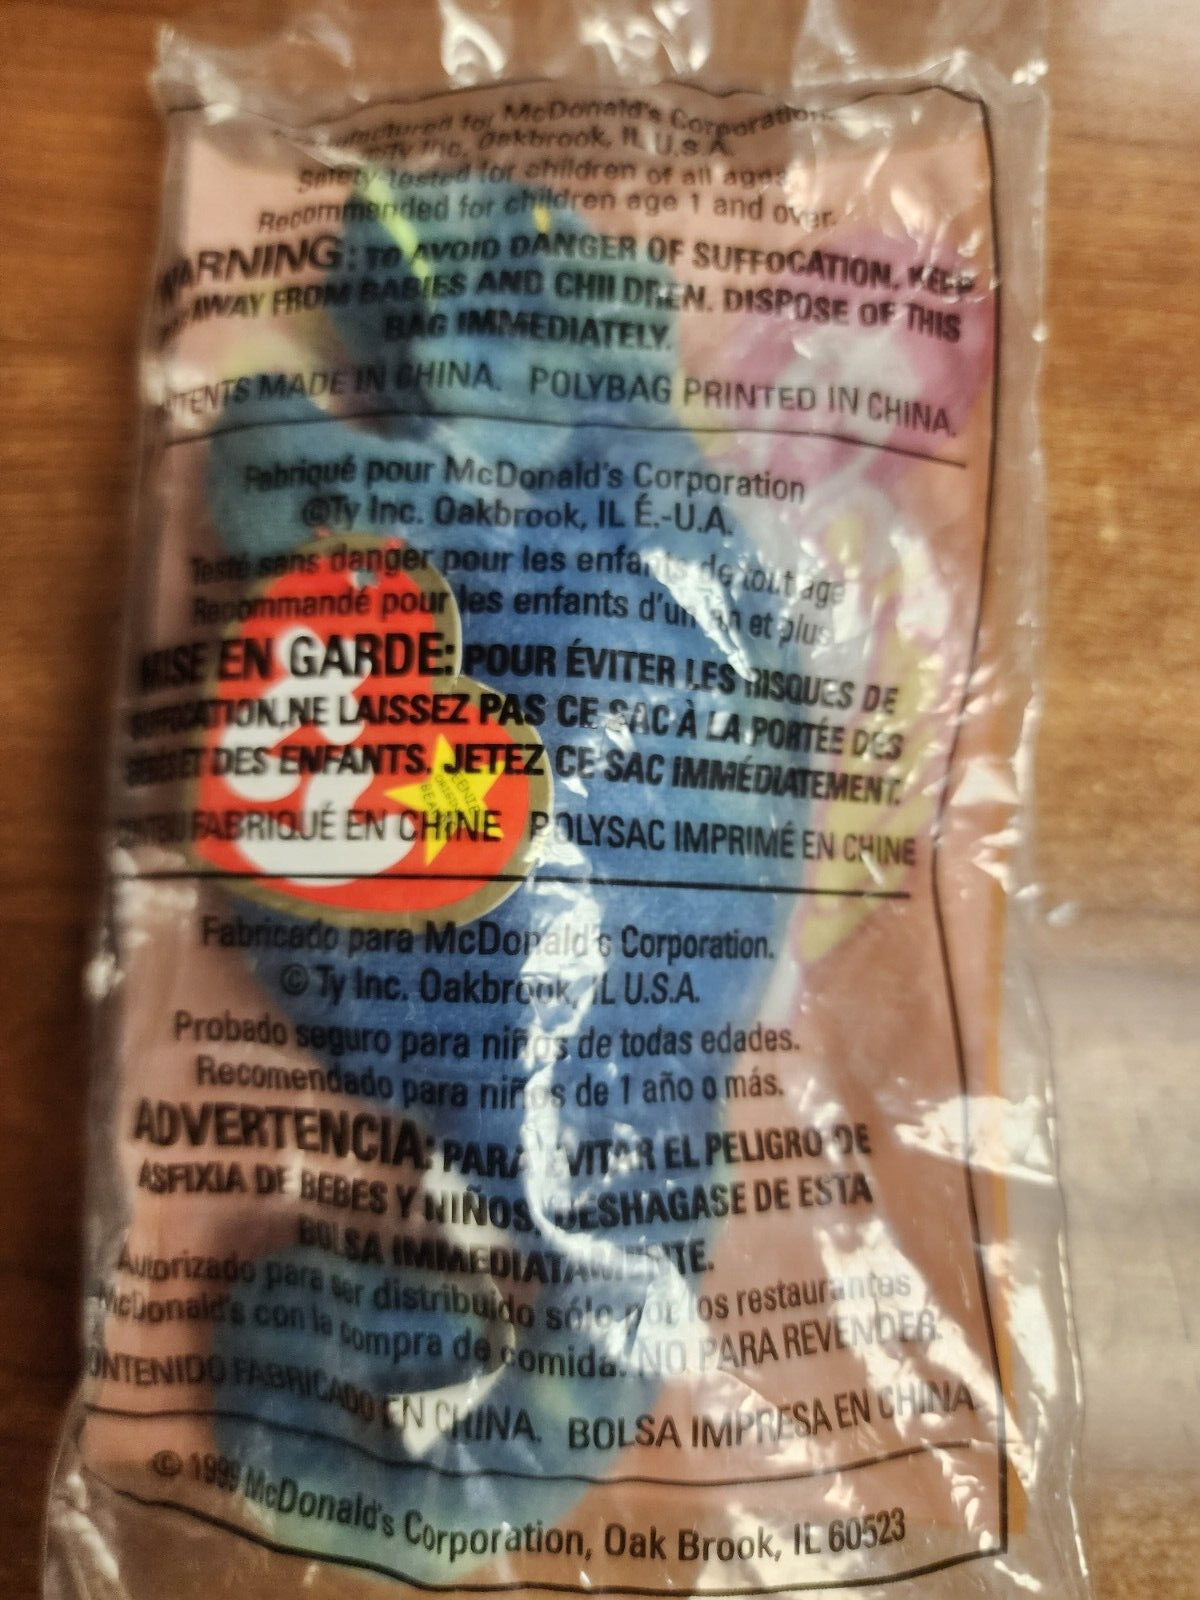 McDonald's Corporation
Ty Inc. Oakbrook, IL U.S.A.
Safety tested for children of all ages
Recommended for children age 1 and over.
WARNING: TO AVOID DANGER OF SUFFOCATION, KEEP
AWAY FROM BABIES AND CHILDREN. DISPOSE OF THIS
BAG IMMEDIATELY.
MADE IN CHINA. POLYBAG PRINTED IN CHINA.
Fabriqué pour McDonald's Corporation
©Ty Inc. Oakbrook, IL É.-U.A.
Testé sans danger pour les enfants de tout âge
Recommandé pour les enfants d'un an et plus
MISE EN GARDE: POUR ÉVITER LES RISQUES DE
SUFFOCATION,NE LAISSEZ PAS CE SAC À LA PORTÉE DES
ET DES ENFANTS. JETEZ CE SAC IMMÉDIATEMENT.
FABRIQUÉ EN CHINE POLYSAC IMPRIMÉ EN CHINE
ty
ORIGINAL
BEANIE
Fabricado para McDonald's Corporation.
© Ty Inc. Oakbrook, IL U.S.A.
Probado seguro para niños de todas edades.
Recomendado para niños de 1 año o más.
ADVERTENCIA: PARA EVITAR EL PELIGRO DE
ASFIXIA DE BEBES Y NIÑOS, DESHAGASE DE ESTA
BOLSA IMMEDIATAMENTE.
Autorizado para ser distribuido sólo por los restaurantes
McDonald's con la compra de comida. NO PARA REVENDER.
CONTENIDO FABRICADO EN CHINA. BOLSA IMPRESA EN CHINA
© 1999 McDonald's Corporation, Oak Brook, IL 60523